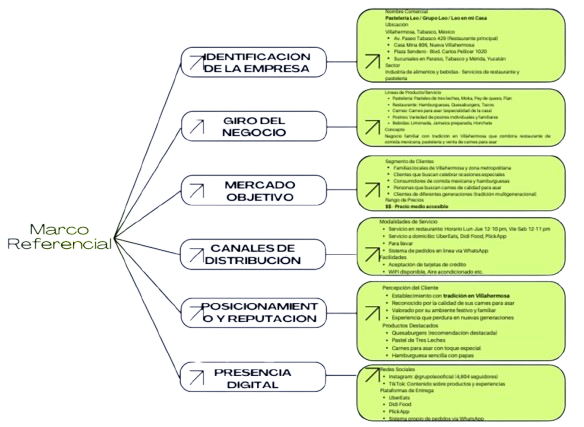 Marco
Referencial
IDENTIFICACION
DE LA EMPRESA
Nombre Comercial
Pastelería Leo / Grupo Leo / Leo en mi Casa
Ubicación
Villahermosa, Tabasco, México
Av. Paseo Tabasco 429 (Restaurante principal)
Casa Mina 899, Nueva Villahermosa
Plaza Sendero - Blvd. Carlos Pellicer 1020
Sucursales en Paraíso, Tabasco y Mérida, Yucatán
Sector
Industria de alimentos y bebidas - Servicios de restaurante y
pastelería
GIRO DEL
NEGOCIO
Líneas de Producto/Servicio
Pastelería: Pasteles de tres leches, Moka, Pay de queso, Flan
Restaurante: Hamburguesas, Quesaburgers, Tacos
Carnes: Carnes para asar (especialidad de la casa)
Postres: Variedad de postres individuales y familiares
Bebidas: Limonada, Jamaica preparada, Horchata
Concepto
Negocio familiar con tradición en Villahermosa que combina restaurante de
comida mexicana, pastelería y venta de carnes para asar
MERCADO
OBJETIVO
Segmento de Clientes
Familias locales de Villahermosa y zona metropolitana
Clientes que buscan celebrar ocasiones especiales
Consumidores de comida mexicana y hamburguesas
Personas que buscan carnes de calidad para asar
Clientes de diferentes generaciones (tradición multigeneracional)
Rango de Precios
$$ - Precio medio accesible
CANALES DE
DISTRIBUCION
Modalidades de Servicio
Servicio en restaurante: Horario Lun-Jue 12-10 pm, Vie-Sab 12-11 pm
Servicio a domicilio: UberEats, Didi Food, PlickApp
Para llevar
Sistema de pedidos en línea vía WhatsApp
Facilidades
Aceptación de tarjetas de crédito
WiFi disponible, Aire acondicionado etc.
POSICIONAMIENT
O Y REPUTACION
Percepción del Cliente
Establecimiento con tradición en Villahermosa
Reconocido por la calidad de sus carnes para asar
Valorado por su ambiente festivo y familiar
Experiencia que perdura en nuevas generaciones
Productos Destacados
Quesaburgers (recomendación destacada)
Pastel de Tres Leches
Carnes para asar con toque especial
Hamburguesa sencilla con papas
PRESENCIA
DIGITAL
Redes Sociales
Instagram: @grupoleooficial (4,804 seguidores)
TikTok: Contenido sobre productos y experiencias
Plataformas de Entrega
UberEats
Didi Food
PlickApp
Sistema propio de pedidos vía WhatsApp